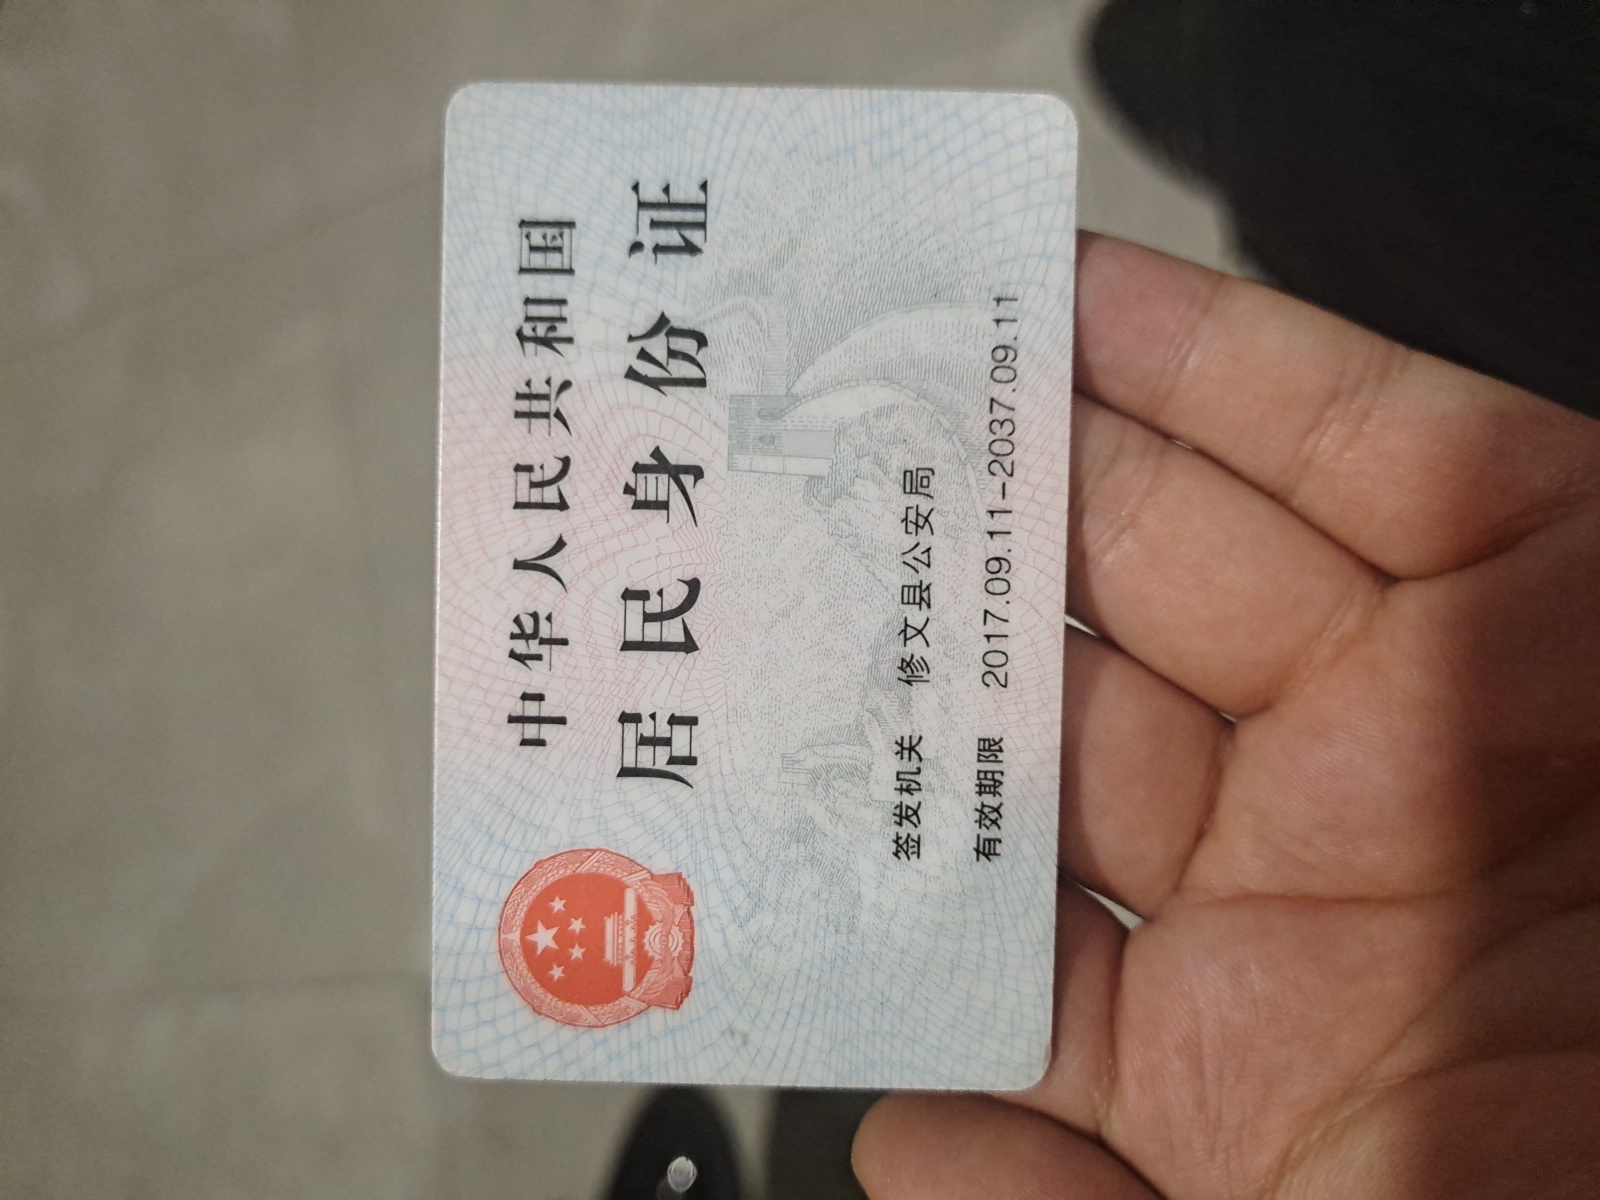 中华人民共和国
居民身份证
签发机关 修文县公安局
有效期限 2017.09.11-2037.09.11